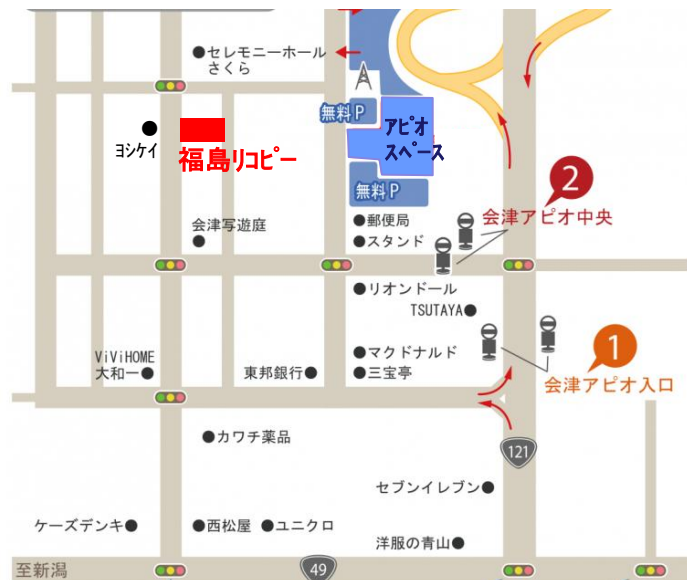 セレモニーホール
さくら
無料P
アピオ
スペース
ヨシケイ
福島リコピー
無料P
2
会津アピオ中央
郵便局
会津写遊庭
スタンド
リオンドール
TSUTAYA
1
ViViHOME
大和一
東邦銀行
マクドナルド
三宝亭
会津アピオ入口
カワチ薬品
121
セブンイレブン
ケーズデンキ
西松屋
ユニクロ
洋服の青山
至新潟
49